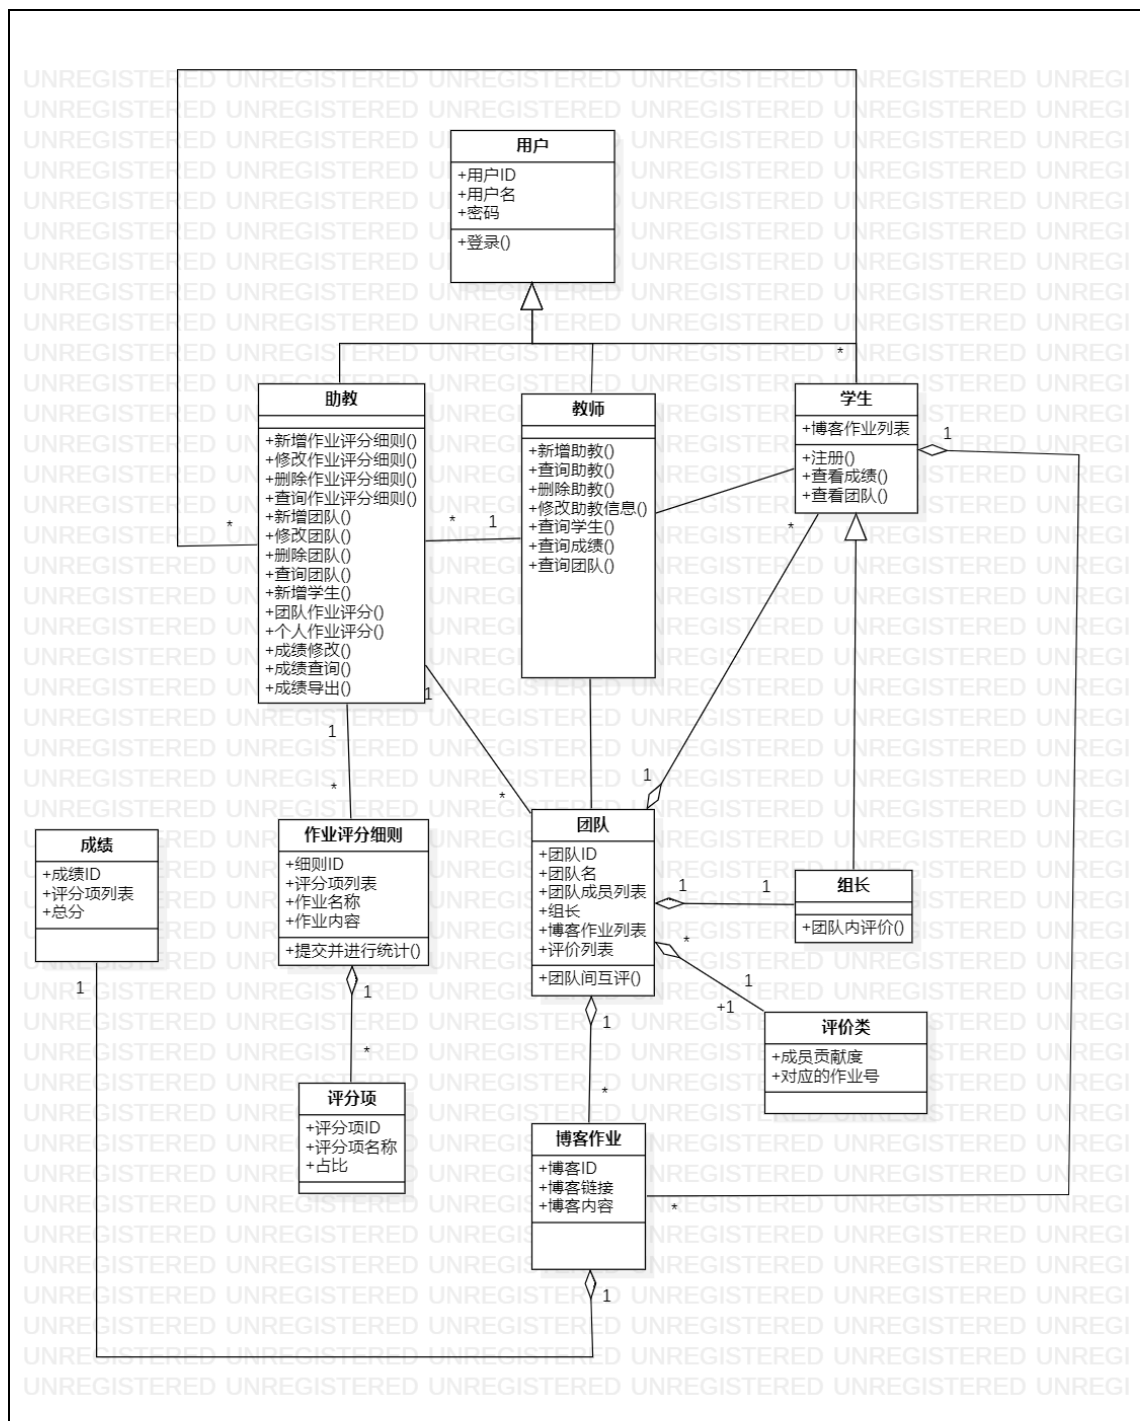 UNREGISTERED UNREGISTERED UNREGISTERED UNREGISTERED UNREGISTERED UNREGI
用户
+用户ID
+用户名
+密码
+登录()
*
助教
+新增作业评分细则()
+修改作业评分细则()
+删除作业评分细则()
+查询作业评分细则()
+新增团队()
+修改团队()
+删除团队()
+查询团队()
+新增学生()
+团队作业评分()
+个人作业评分()
+成绩修改()
+成绩查询()
+成绩导出()
*
*
1
教师
+新增助教()
+查询助教()
+删除助教()
+修改助教信息()
+查询学生()
+查询成绩()
+查询团队()
学生
+博客作业列表
+注册()
+查看成绩()
+查看团队()
1
*
1
1
*
*
1
成绩
+成绩ID
+评分项列表
+总分
1
作业评分细则
+细则ID
+评分项列表
+作业名称
+作业内容
+提交并进行统计()
1
*
团队
+团队ID
+团队名
+团队成员列表
+组长
+博客作业列表
+评价列表
+团队间互评()
1
1
*
1
+1
组长
+团队内评价()
评价类
+成员贡献度
+对应的作业号
1
*
评分项
+评分项ID
+评分项名称
+占比
博客作业
+博客ID
+博客链接
+博客内容
*
1